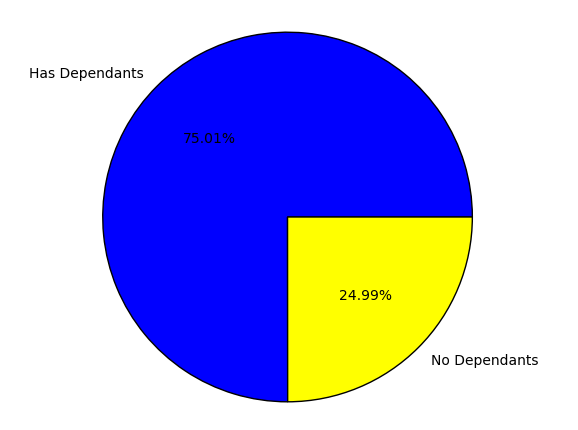 Has Dependants
75.01%
24.99%
No Dependants